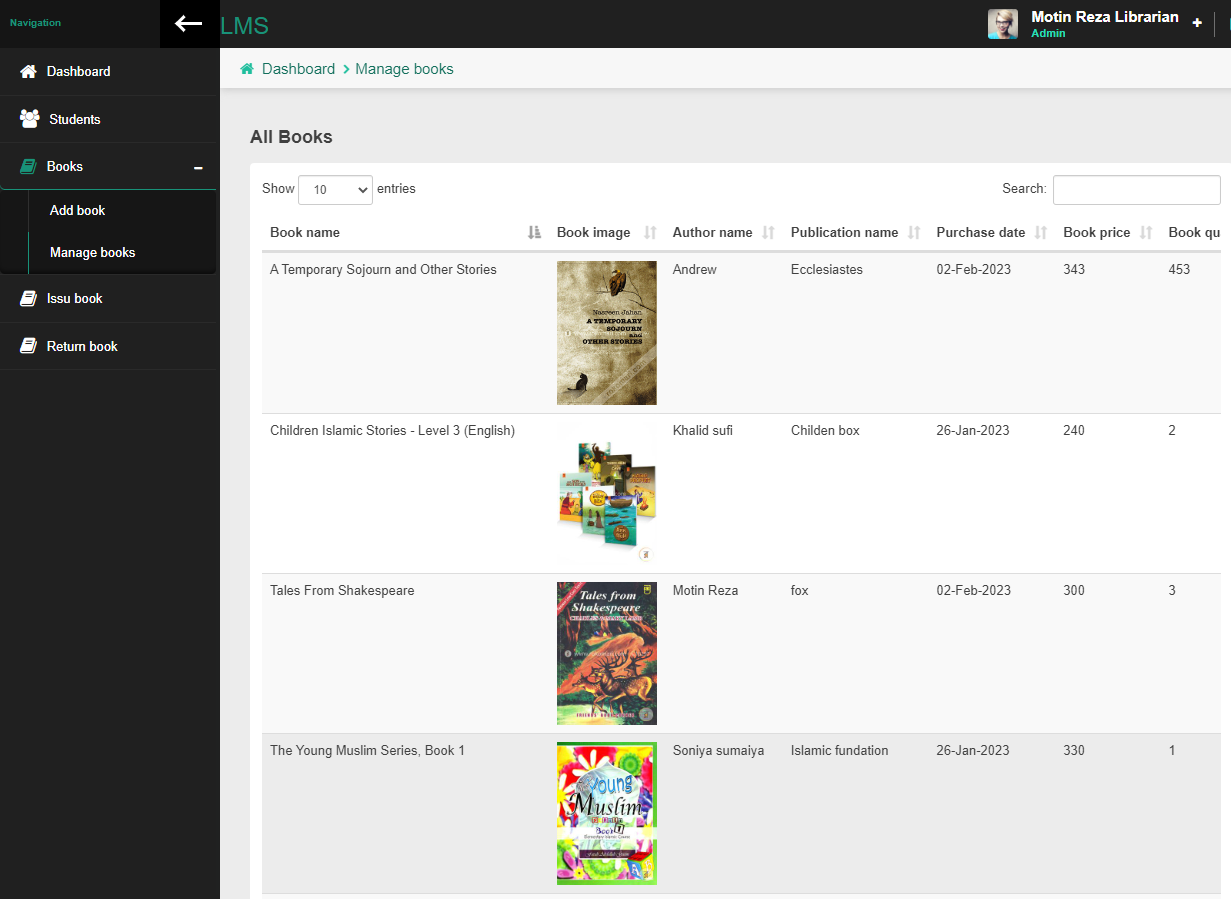 Navigation
LMS
Motin Reza Librarian
Admin
Dashboard
Students
Books
Add book
Manage books
Issu book
Return book
Dashboard > Manage books
All Books
Show 10 entries
Search:
Book name Book image Author name Publication name Purchase date Book price Book qu
A Temporary Sojourn and Other Stories Andrew Ecclesiastes 02-Feb-2023 343 453
Nasreen Jahan
A TEMPORARY
SOJOURN
and
OTHER STORIES
Children Islamic Stories - Level 3 (English) Khalid sufi Childen box 26-Jan-2023 240 2
Tales From Shakespeare Motin Reza fox 02-Feb-2023 300 3
Tales from
Shakespeare
The Young Muslim Series, Book 1 Soniya sumaiya Islamic fundation 26-Jan-2023 330 1
Young
Muslim
Book 1